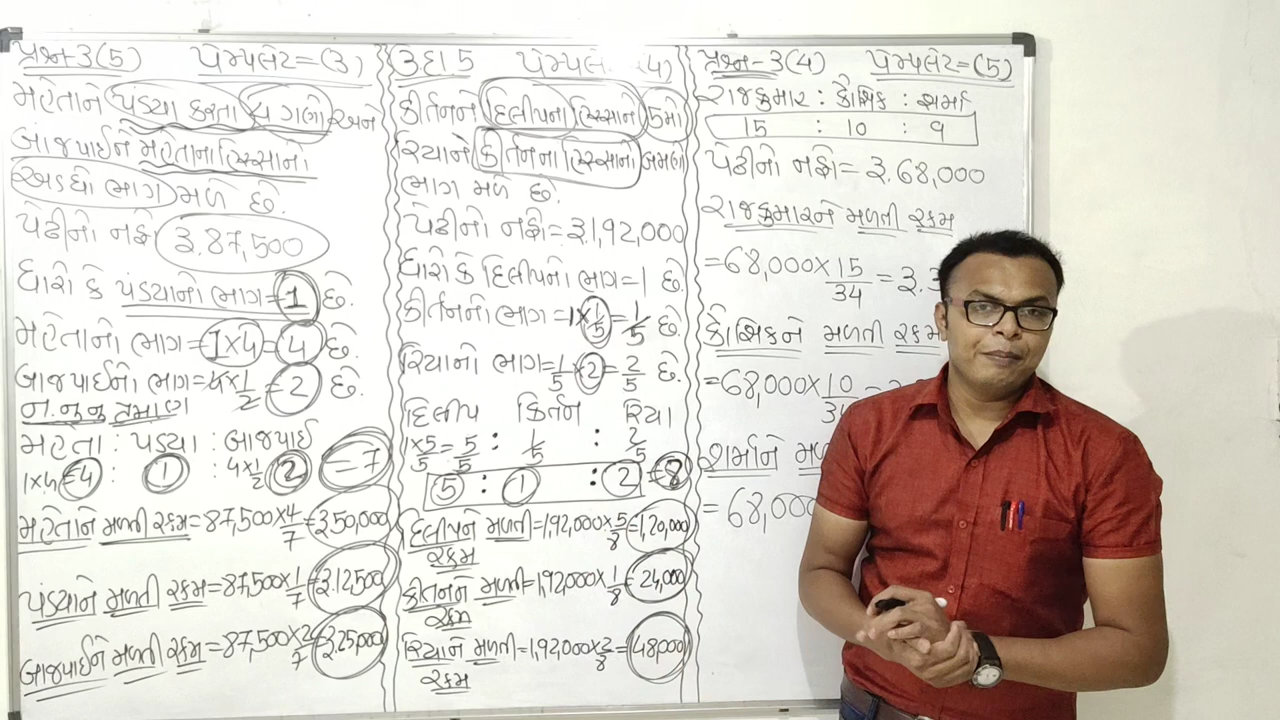 પ્રશ્ન-3(5) પેમ્પલેટ=(3)
મહેતાને પંડયા કરતા ચ ગણો અને
બાજપાઈને મહેતાના હિસ્સાનો
અડધો ભાગ મળે છે.
પેઢીનો નફો રૂ.87,500
ધારો કે પંડયાનો ભાગ=1 છે.
મહેતાનો ભાગ=1×4=4 છે.
બાજપાઈનો ભાગ=4×1/2=2 છે.
ન.નુ.નુ પ્રમાણ
મહેતા : પંડયા : બાજપાઈ
1×4=4 : 1 : 4×1/2=2 =7
મહેતાને મળતી રકમ=87,500×4/7=રૂ.50,000
પંડયાને મળતી રકમ=87,500×1/7=રૂ.12,500
બાજપાઈને મળતી રકમ=87,500×2/7=રૂ.25,000
ઉદા 5 પેમ્પલે 4)
કીર્તનને દિલીપના હિસ્સાનો 5મો
રિયાને કીર્તનના હિસ્સાનો બમણો
ભાગ મળે છે.
પેઢીનો નફો=રૂ.1,92,000
ધારો કે દિલીપનો ભાગ=1 છે.
કીર્તનનો ભાગ=1×1/5=1/5 છે.
રિયાનો ભાગ=1/5×2=2/5 છે.
દિલીપ કિર્તન રિયા
1×5/5=5/5 : 1/5 : 2/5
5 : 1 : 2 =8
દિલીપને મળતી=1,92,000×5/8=1,20,000
રકમ
કીર્તનને મળતી=1,92,000×1/8=24,000
રકમ
રિયાને મળતી=1,92,000×2/8=48,000
રકમ
પ્રશ્ન-3(4) પેમ્પલેટ=(5)
રાજકુમાર : કૌશિક : શર્મા
15 : 10 : 9
પેઢીનો નફો=રૂ.68,000
રાજકુમારને મળતી રકમ
=68,000×15/34=રૂ.3
કૌશિકને મળતી રકમ
=68,000×10/34
શર્માને મળ
=68,000